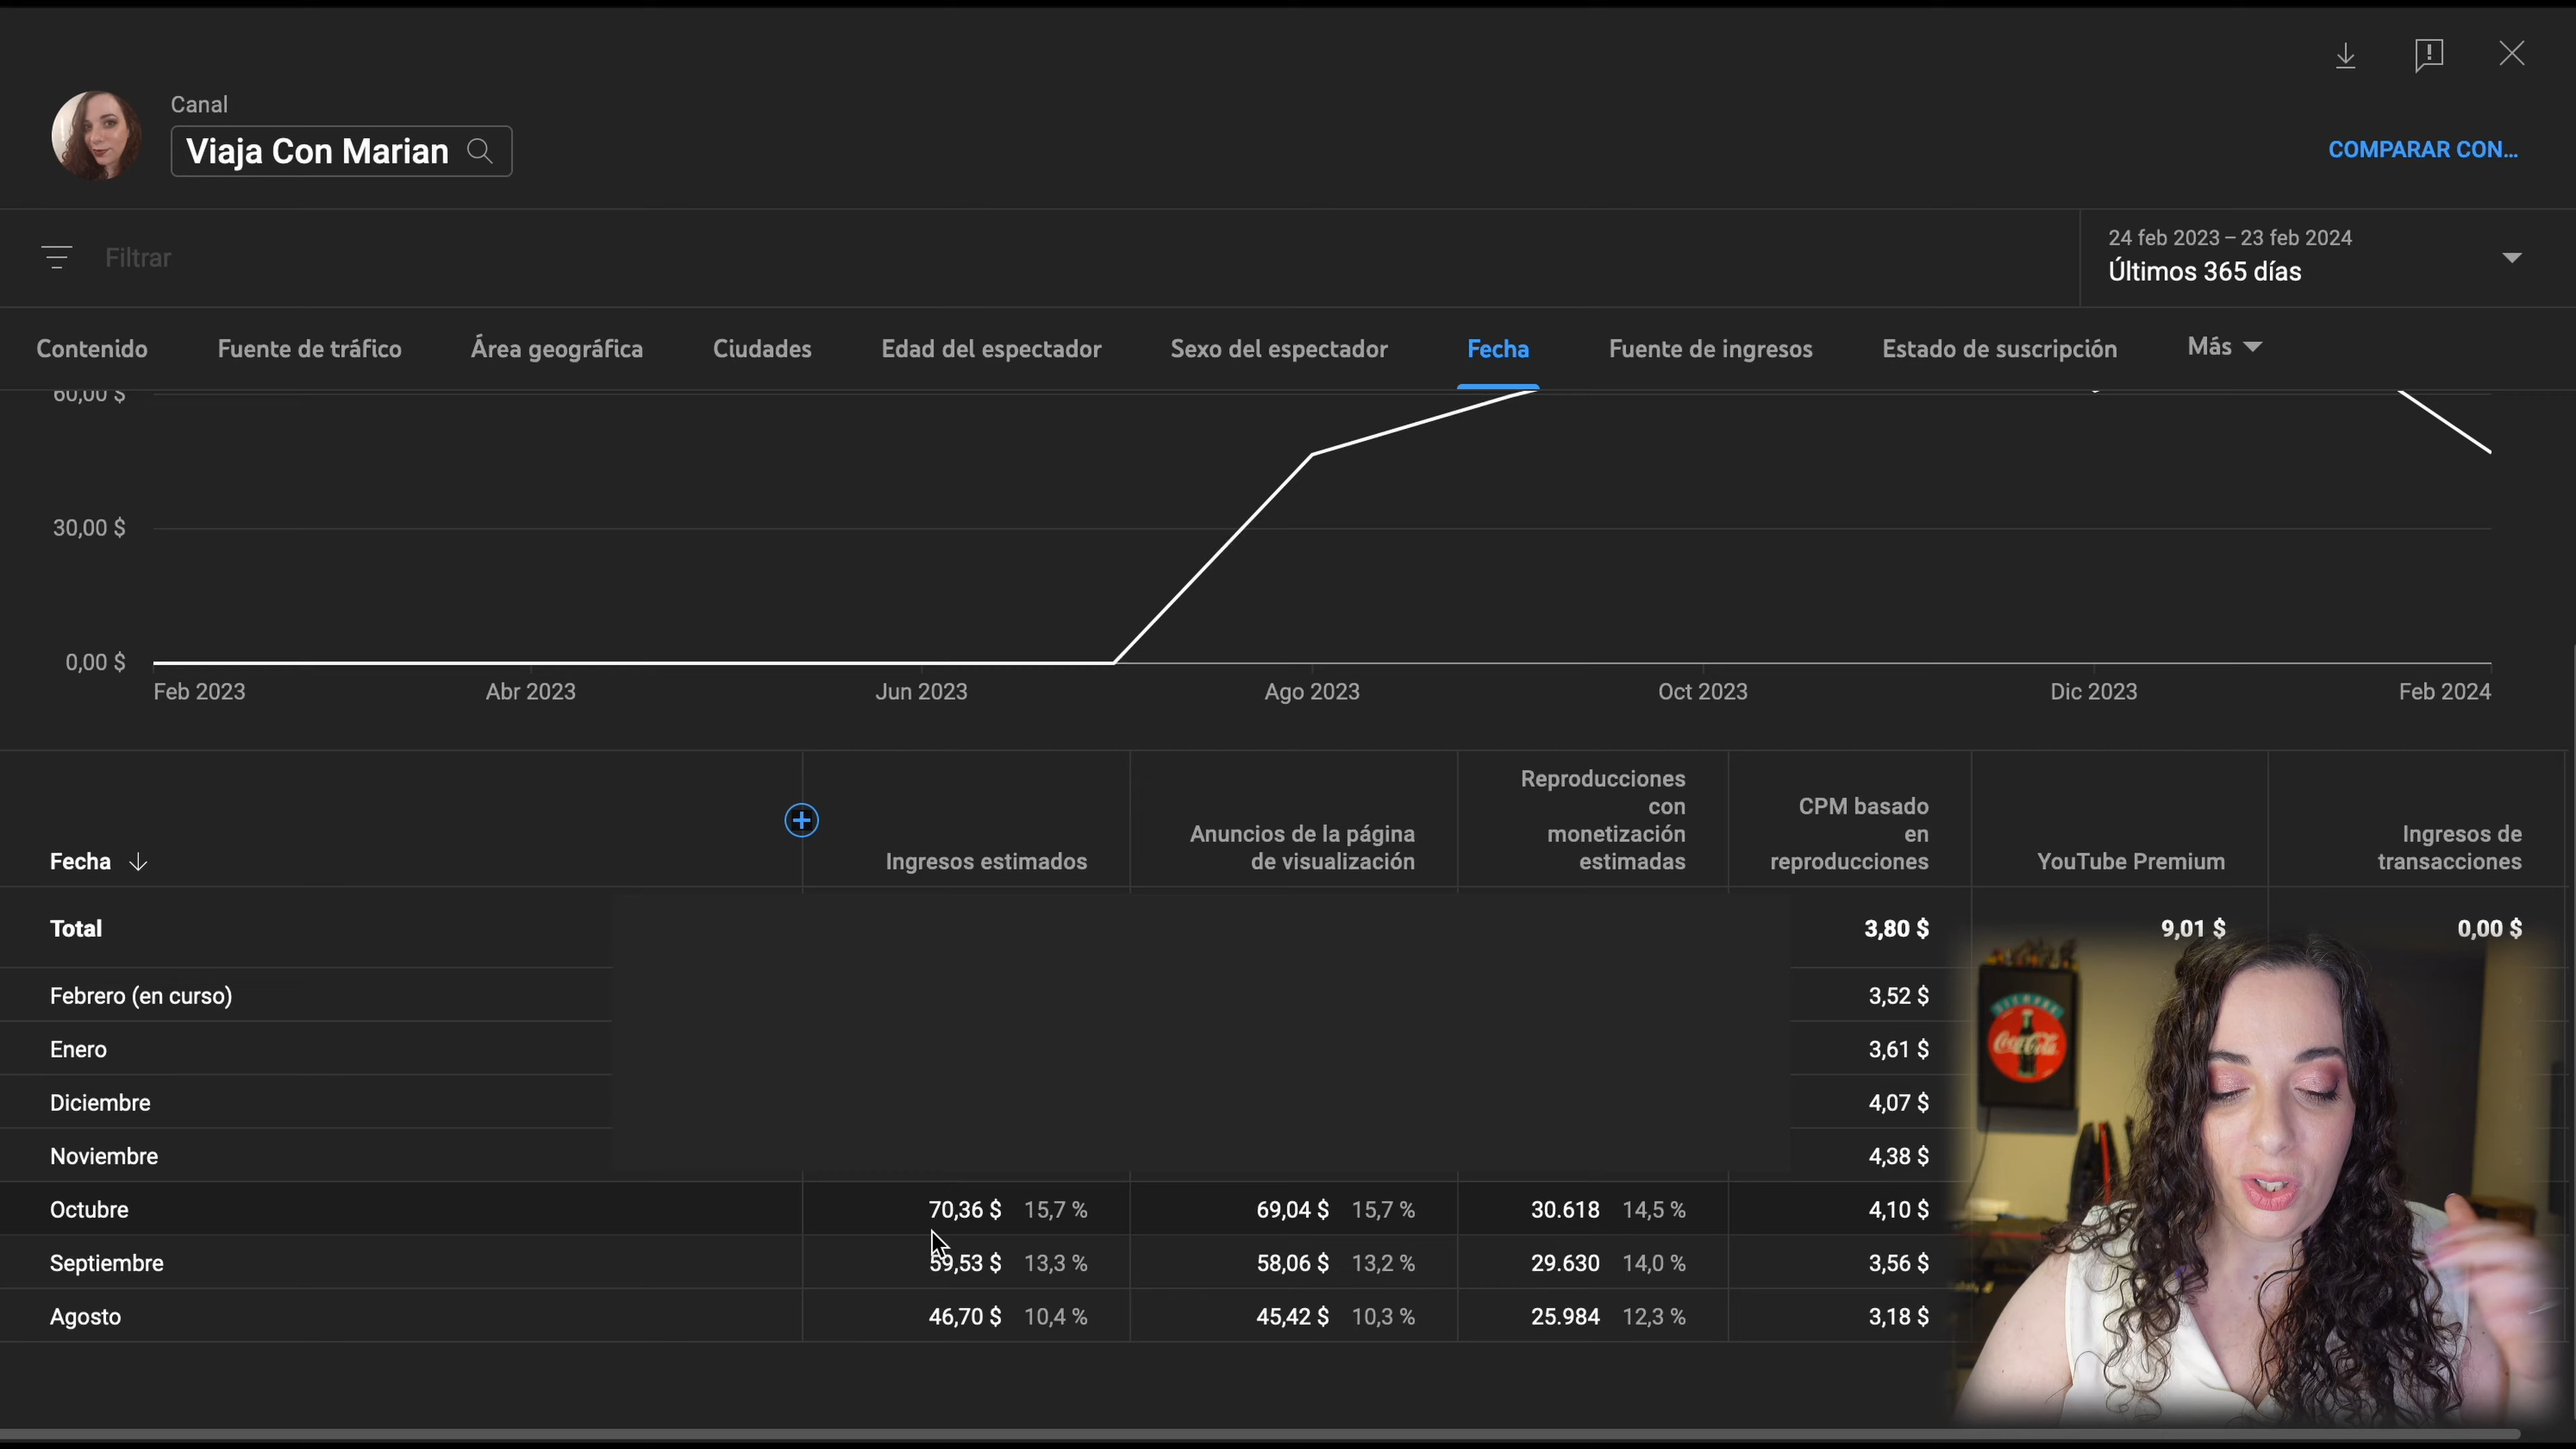 Canal
Viaja Con Marian
COMPARAR CON...
Filtrar
24 feb 2023 – 23 feb 2024
Últimos 365 días
Contenido Fuente de tráfico Área geográfica Ciudades Edad del espectador Sexo del espectador Fecha Fuente de ingresos Estado de suscripción Más
60,00 $
30,00 $
0,00 $
Feb 2023 Abr 2023 Jun 2023 Ago 2023 Oct 2023 Dic 2023 Feb 2024
Fecha
Ingresos estimados
Anuncios de la página
de visualización
Reproducciones
con
monetización
estimadas
CPM basado
en
reproducciones
YouTube Premium
Ingresos de
transacciones
Total 3,80 $ 9,01 $ 0,00 $
Febrero (en curso) 3,52 $
Enero 3,61 $
Diciembre 4,07 $
Noviembre 4,38 $
Octubre 70,36 $ 15,7 % 69,04 $ 15,7 % 30.618 14,5 % 4,10 $
Septiembre 59,53 $ 13,3 % 58,06 $ 13,2 % 29.630 14,0 % 3,56 $
Agosto 46,70 $ 10,4 % 45,42 $ 10,3 % 25.984 12,3 % 3,18 $
SIEMPRE
Coca-Cola